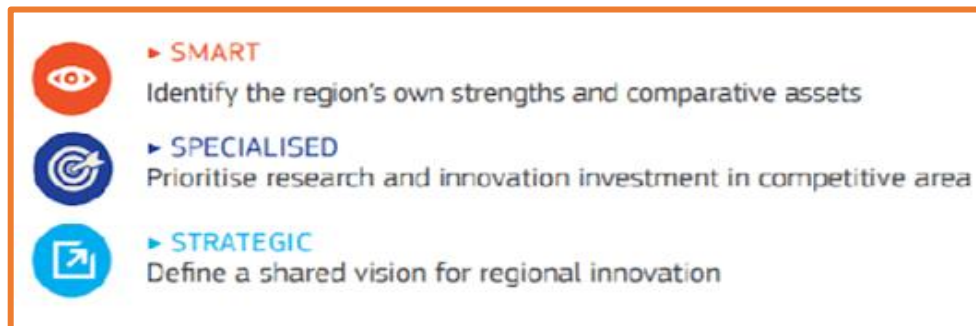 ► SMART
Identify the region's own strengths and comparative assets
► SPECIALISED
Prioritise research and innovation investment in competitive area
► STRATEGIC
Define a shared vision for regional innovation